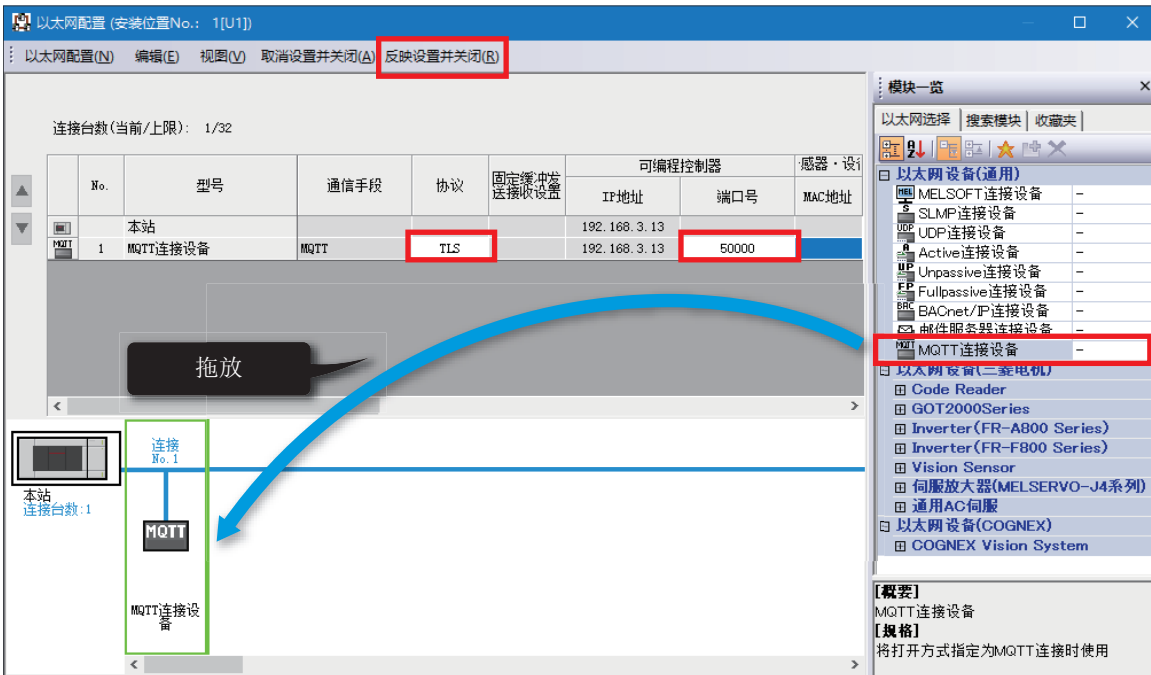 以太网配置 (安装位置No.: 1[U1])
以太网配置(N) 编辑(E) 视图(V) 取消设置并关闭(A) 反映设置并关闭(R)
连接台数(当前/上限): 1/32
No. 型号 通信手段 协议 固定缓冲发送接收设置 可编程控制器 感器・设
IP地址 端口号 MAC地址
本站 192.168.3.13
MQTT 1 MQTT连接设备 MQTT TLS 192.168.3.13 50000
拖放
连接
No.1
本站
连接台数:1
MQTT
MQTT连接设
备
模块一览
以太网选择 搜索模块 收藏夹
以太网设备(通用)
MELSOFT连接设备 -
SLMP连接设备 -
UDP连接设备 -
Active连接设备 -
Unpassive连接设备 -
Fullpassive连接设备 -
BACnet/IP连接设备 -
邮件服务器连接设备 -
MQTT连接设备 -
以太网设备(三菱电机)
Code Reader
GOT2000Series
Inverter(FR-A800 Series)
Inverter(FR-F800 Series)
Vision Sensor
伺服放大器(MELSERVO-J4系列)
通用AC伺服
以太网设备(COGNEX)
COGNEX Vision System
[概要]
MQTT连接设备
[规格]
将打开方式指定为MQTT连接时使用